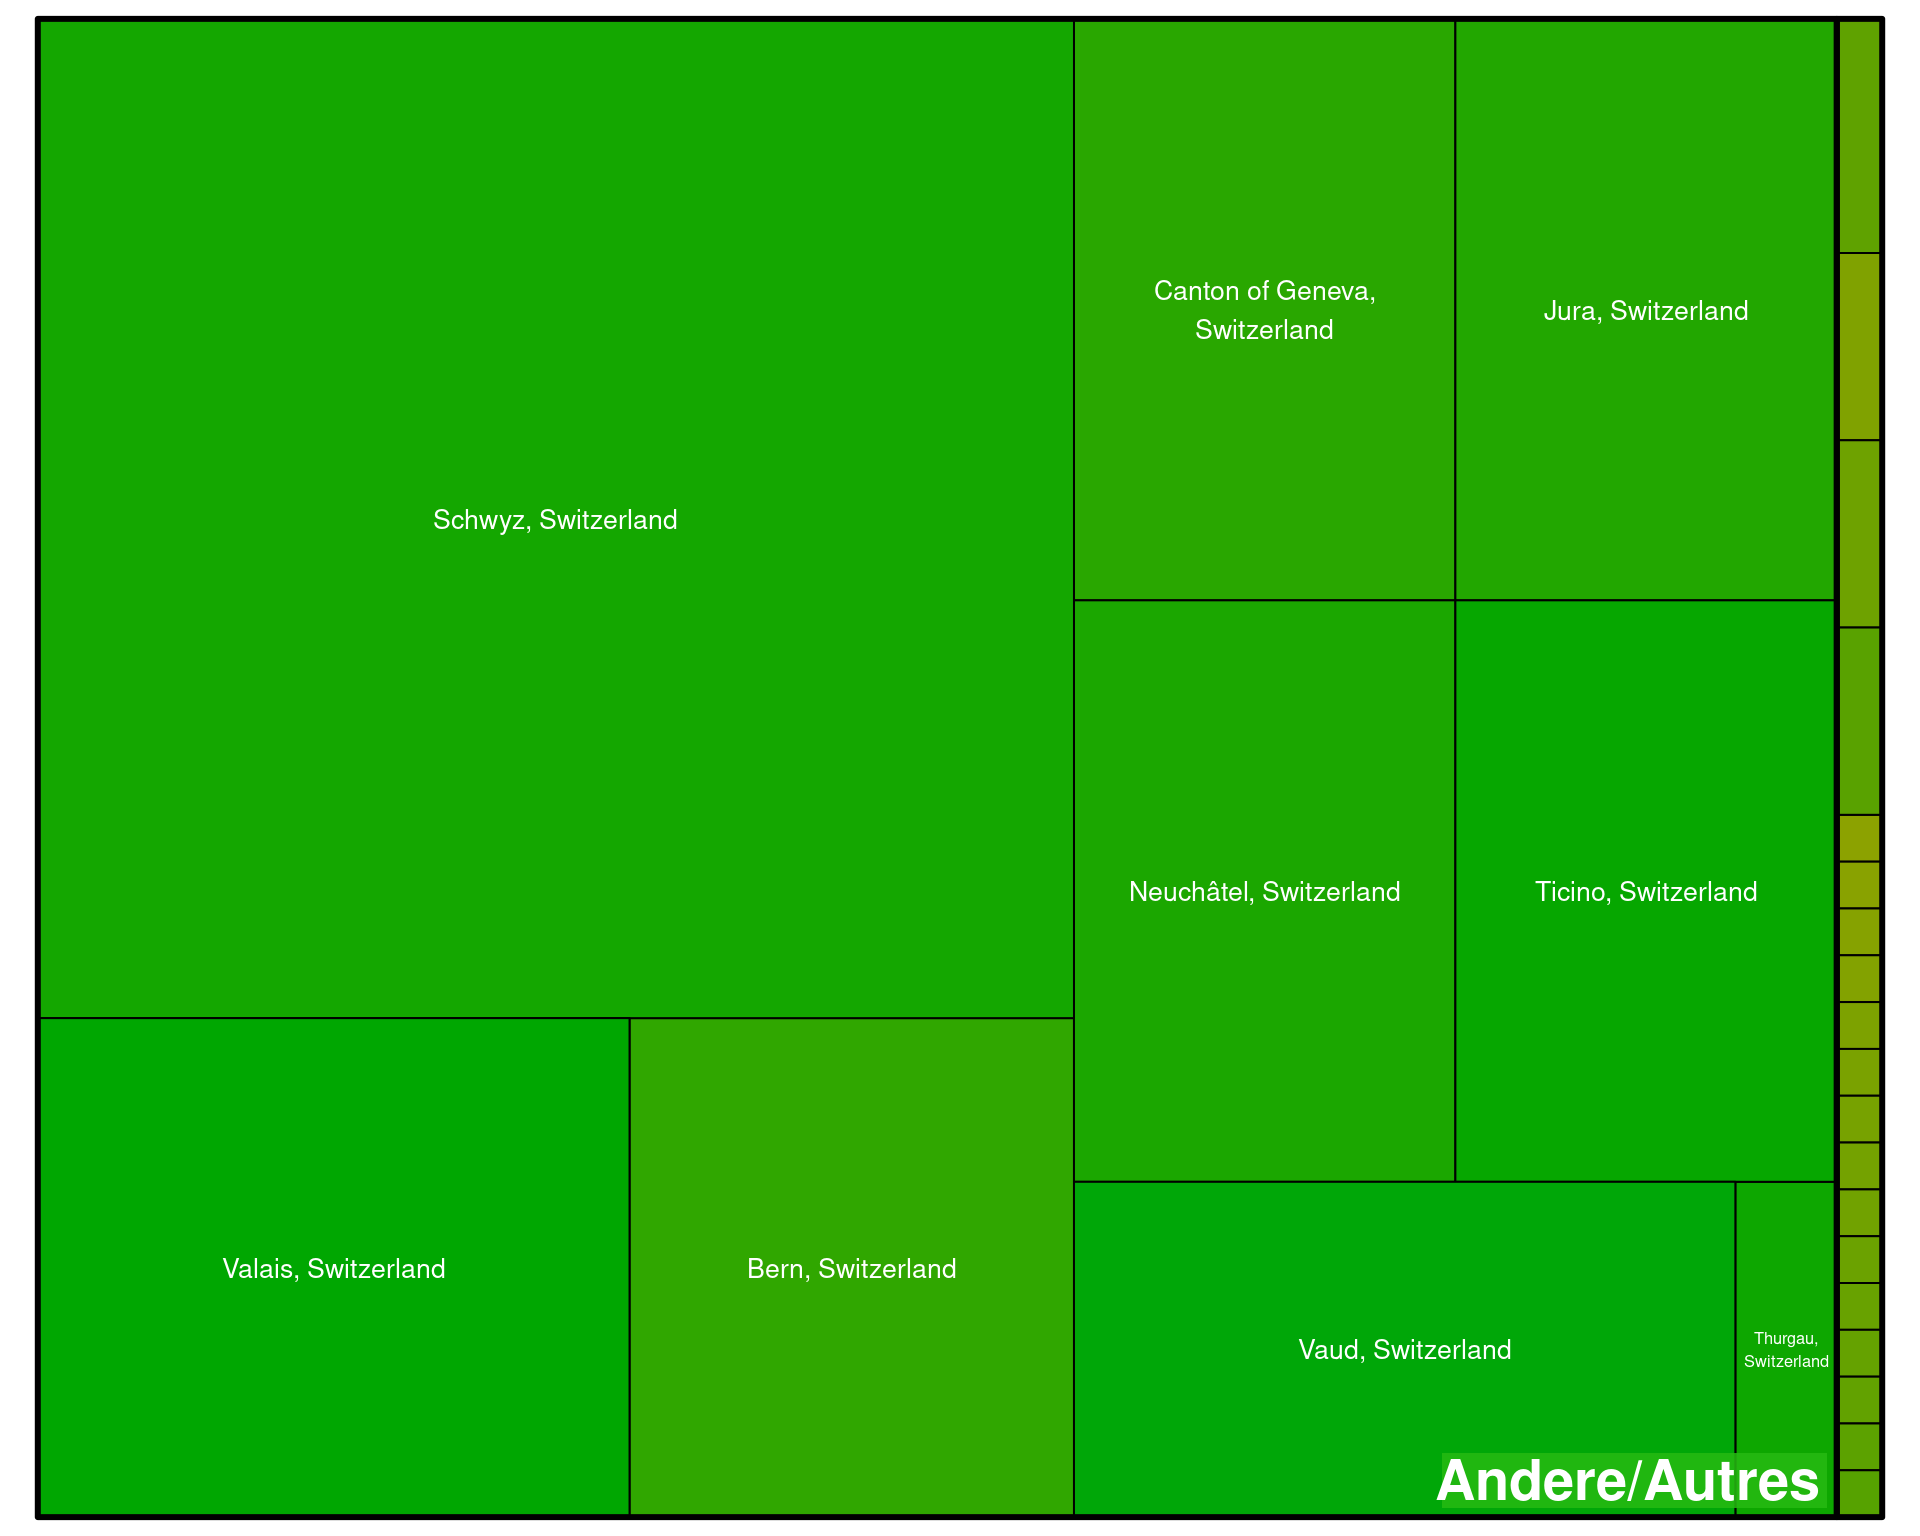 Schwyz, Switzerland
Canton of Geneva,
Switzerland
Jura, Switzerland
Neuchâtel, Switzerland
Ticino, Switzerland
Valais, Switzerland
Bern, Switzerland
Vaud, Switzerland
Thurgau,
Switzerland
Andere/Autres